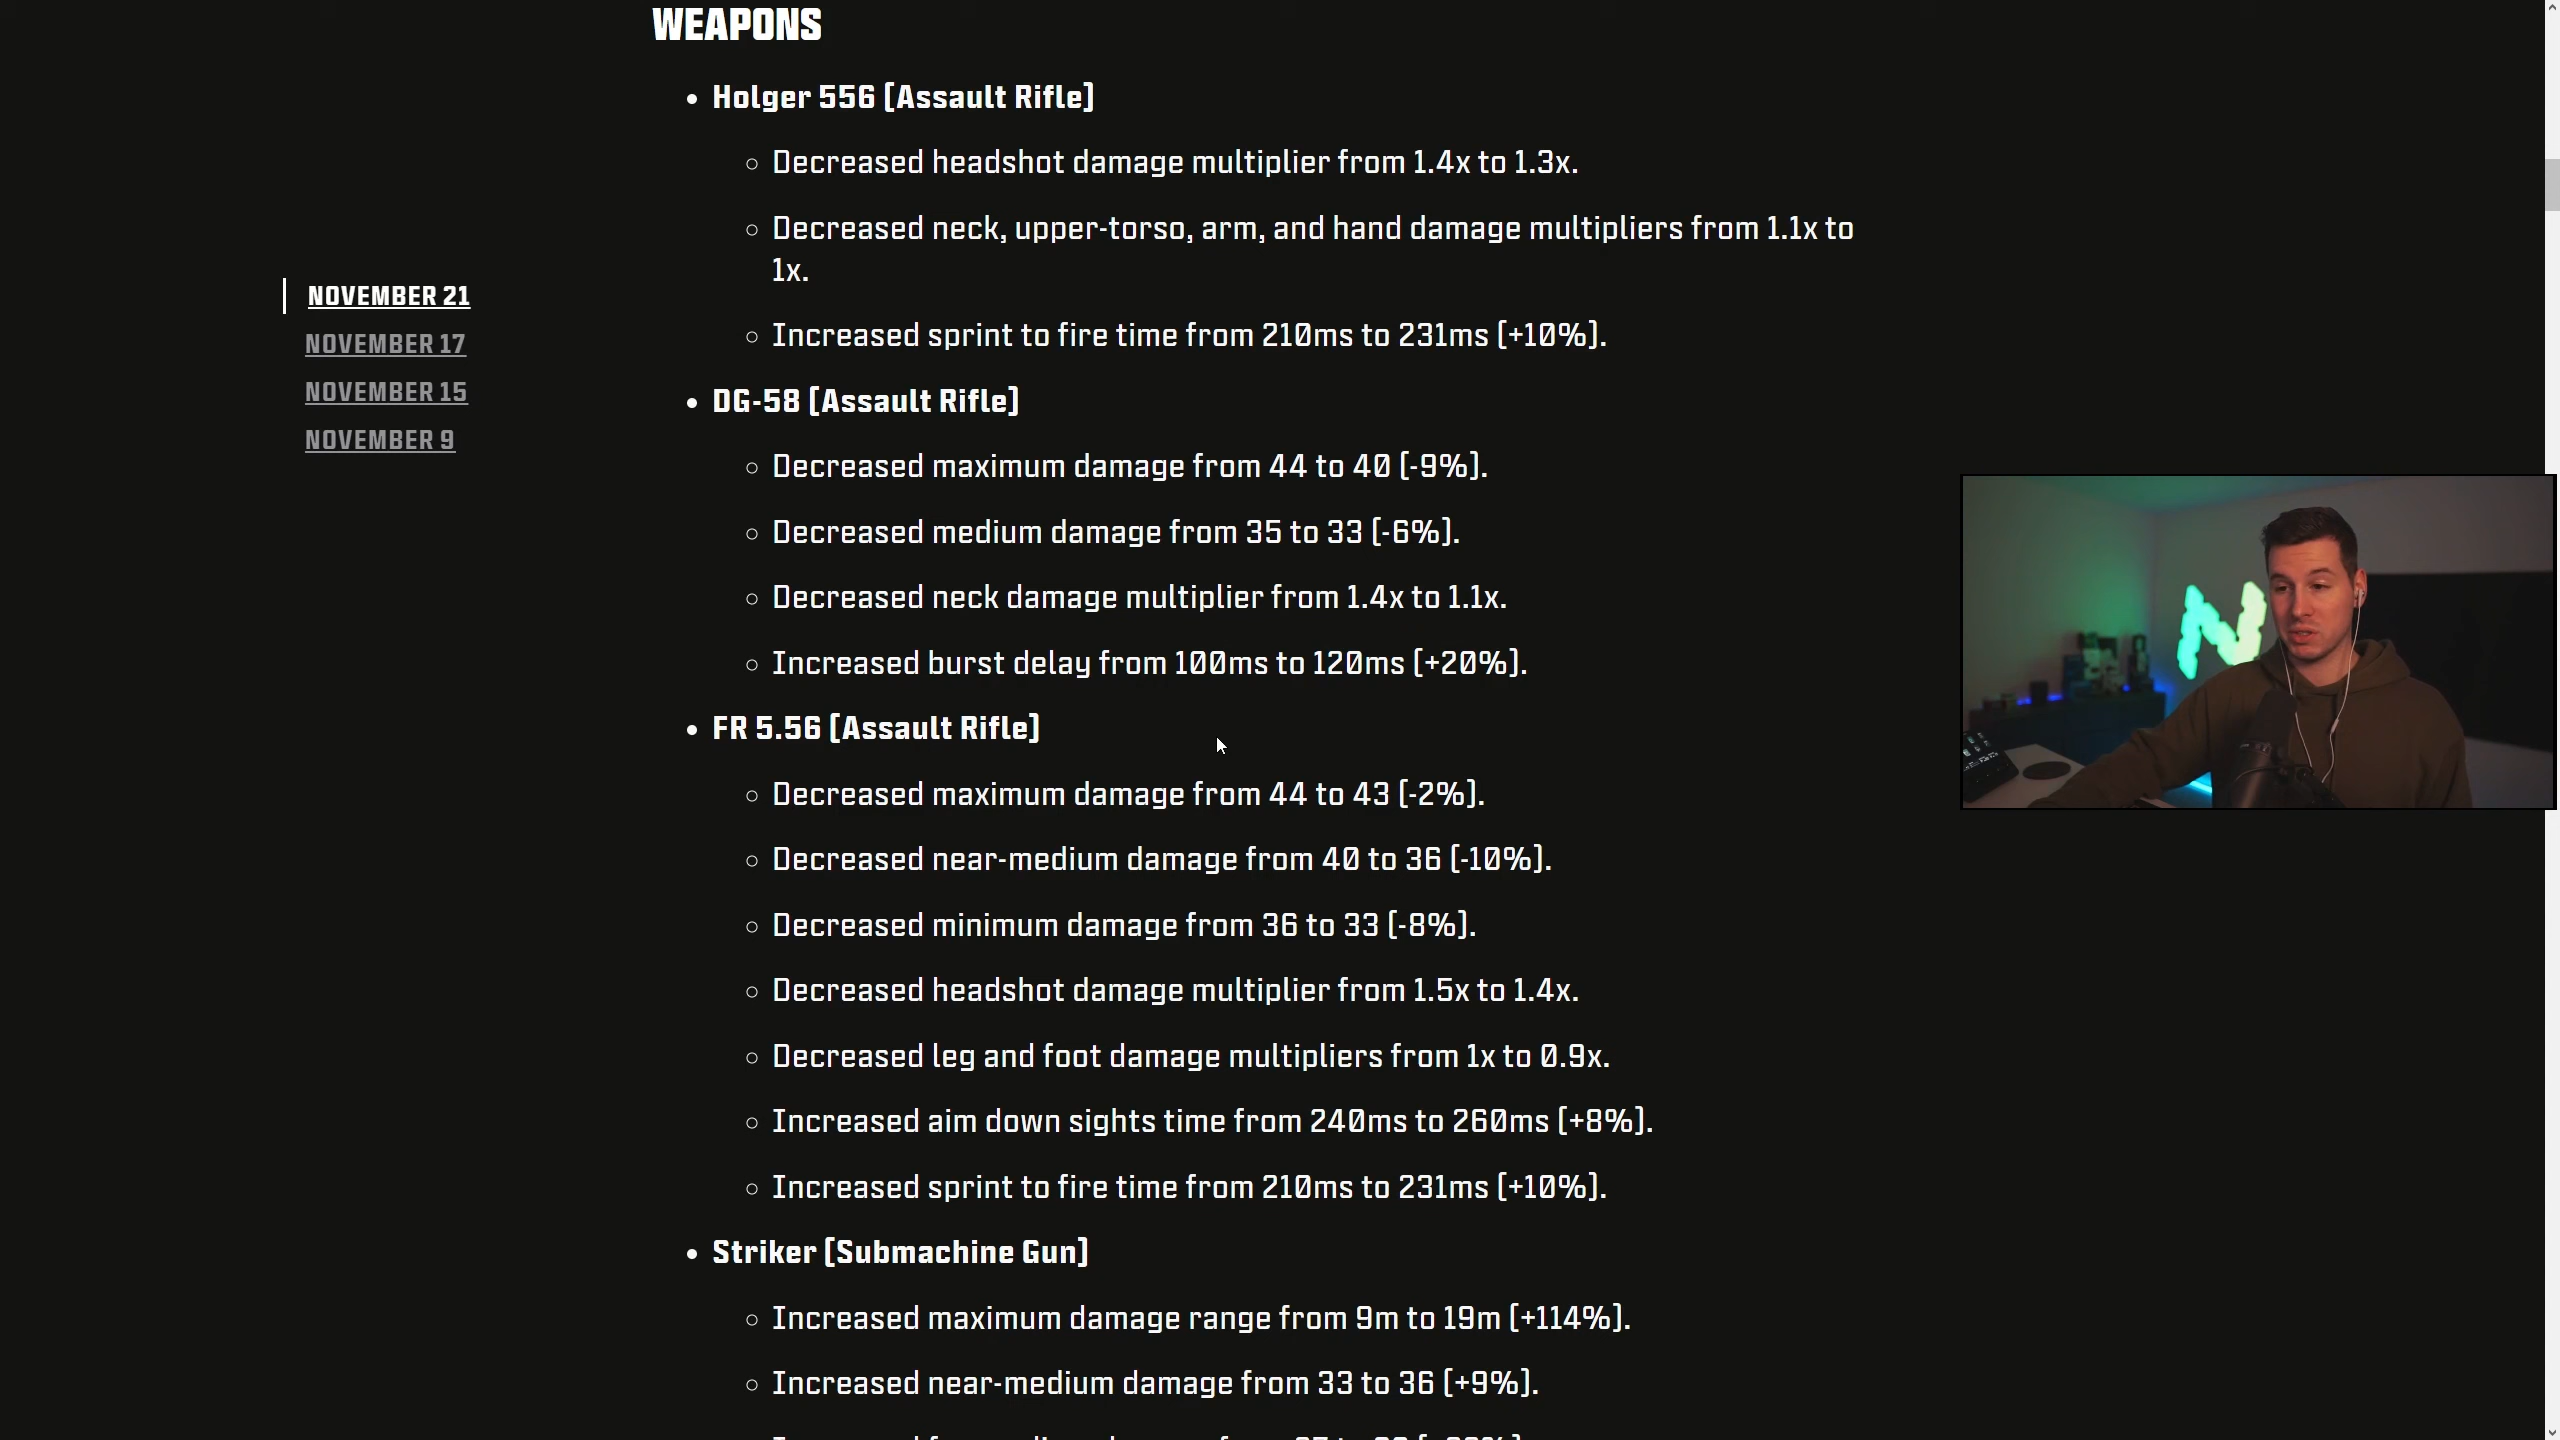 WEAPONS
Holger 556 [Assault Rifle]
Decreased headshot damage multiplier from 1.4x to 1.3x.
Decreased neck, upper-torso, arm, and hand damage multipliers from 1.1x to
1x.
Increased sprint to fire time from 210ms to 231ms [+10%].
NOVEMBER 21
NOVEMBER 17
NOVEMBER 15
NOVEMBER 9
DG-58 [Assault Rifle]
Decreased maximum damage from 44 to 40 [-9%].
Decreased medium damage from 35 to 33 [-6%].
Decreased neck damage multiplier from 1.4x to 1.1x.
Increased burst delay from 100ms to 120ms [+20%].
FR 5.56 [Assault Rifle]
Decreased maximum damage from 44 to 43 [-2%].
Decreased near-medium damage from 40 to 36 [-10%].
Decreased minimum damage from 36 to 33 [-8%].
Decreased headshot damage multiplier from 1.5x to 1.4x.
Decreased leg and foot damage multipliers from 1x to 0.9x.
Increased aim down sights time from 240ms to 260ms [+8%].
Increased sprint to fire time from 210ms to 231ms [+10%].
Striker [Submachine Gun]
Increased maximum damage range from 9m to 19m [+114%].
Increased near-medium damage from 33 to 36 [+9%].
N